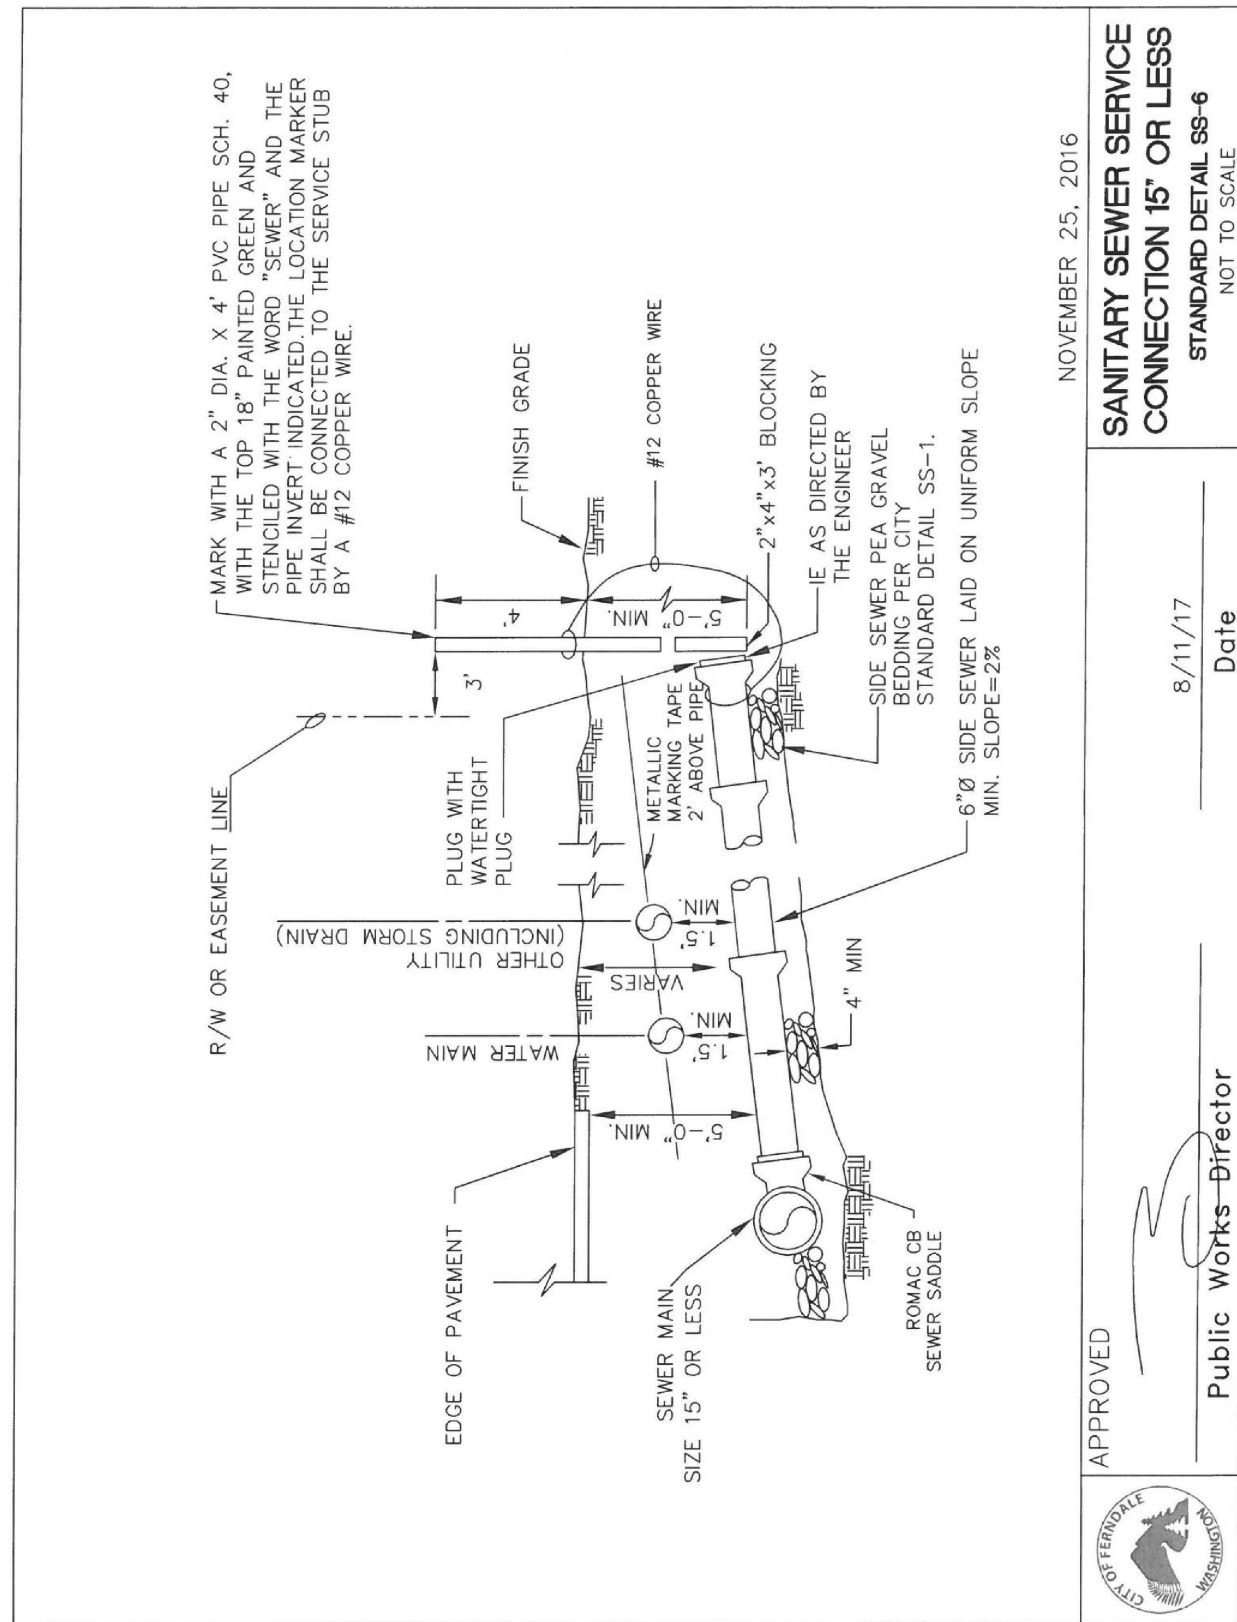 R/W OR EASEMENT LINE
MARK WITH A 2" DIA. X 4' PVC PIPE SCH. 40,
WITH THE TOP 18" PAINTED GREEN AND
STENCILED WITH THE WORD "SEWER" AND THE
PIPE INVERT INDICATED.THE LOCATION MARKER
SHALL BE CONNECTED TO THE SERVICE STUB
BY A #12 COPPER WIRE.
EDGE OF PAVEMENT
WATER MAIN
OTHER UTILITY
(INCLUDING STORM DRAIN)
PLUG WITH
WATERTIGHT
PLUG
3'
4'
FINISH GRADE
5'-0" MIN.
1.5'
MIN.
VARIES
1.5'
MIN.
METALLIC
MARKING TAPE
2' ABOVE PIPE
5'-0"
MIN.
#12 COPPER WIRE
2"x4"x3' BLOCKING
IE AS DIRECTED BY
THE ENGINEER
SIDE SEWER PEA GRAVEL
BEDDING PER CITY
STANDARD DETAIL SS-1.
6"Ø SIDE SEWER LAID ON UNIFORM SLOPE
MIN. SLOPE=2%
4" MIN
SEWER MAIN
SIZE 15" OR LESS
ROMAC CB
SEWER SADDLE
NOVEMBER 25, 2016
CITY OF FERNDALE
WASHINGTON
APPROVED
Public Works Director
8/11/17
Date
SANITARY SEWER SERVICE
CONNECTION 15" OR LESS
STANDARD DETAIL SS-6
NOT TO SCALE